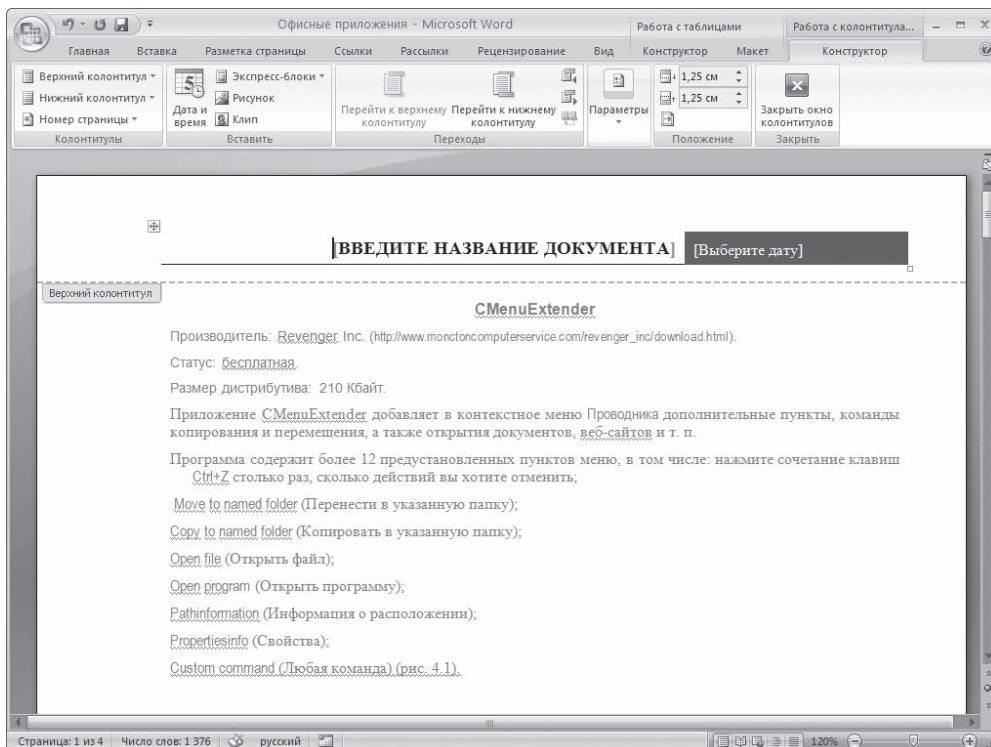 Офисные приложения - Microsoft Word
Работа с таблицами
Работа с колонтитула...
Главная Вставка Разметка страницы Ссылки Рассылки Рецензирование Вид Конструктор Макет Конструктор
Верхний колонтитул
Нижний колонтитул
Номер страницы
Колонтитулы
Дата и время
Экспресс-блоки
Рисунок
Клип
Вставить
Перейти к верхнему колонтитулу
Перейти к нижнему колонтитулу
Переходы
Параметры
1,25 см
1,25 см
Положение
Закрыть окно колонтитулов
Закрыть
[ВВЕДИТЕ НАЗВАНИЕ ДОКУМЕНТА] [Выберите дату]
Верхний колонтитул
CMenuExtender
Производитель: Revenger Inc. (http://www.monctoncomputerservice.com/revenger_inc/download.html).
Статус: бесплатная.
Размер дистрибутива: 210 Кбайт.
Приложение CMenuExtender добавляет в контекстное меню Проводника дополнительные пункты, команды
копирования и перемещения, а также открытия документов, веб-сайтов и т. п.
Программа содержит более 12 предустановленных пунктов меню, в том числе: нажмите сочетание клавиш
Ctrl+Z столько раз, сколько действий вы хотите отменить;
Move to named folder (Перенести в указанную папку);
Copy to named folder (Копировать в указанную папку);
Open file (Открыть файл);
Open program (Открыть программу);
Pathinformation (Информация о расположении);
Propertiesinfo (Свойства);
Custom command (Любая команда) (рис. 4.1).
Страница: 1 из 4 Число слов: 1 376 русский 120%